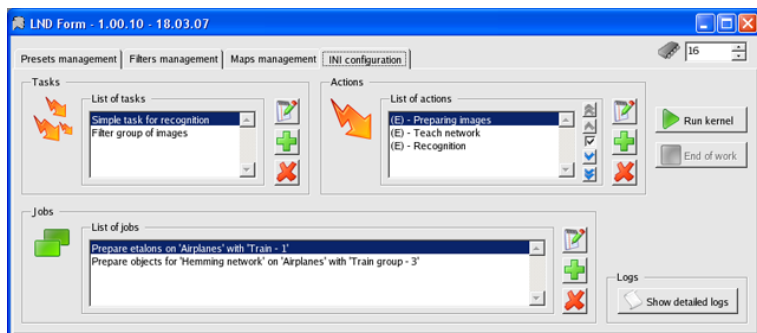 LND Form - 1.00.10 - 18.03.07
Presets management Filters management Maps management INI configuration
16
Tasks
List of tasks
Simple task for recognition
Filter group of images
Actions
List of actions
(E) - Preparing images
(E) - Teach network
(E) - Recognition
Run kernel
End of work
Jobs
List of jobs
Prepare etalons on 'Airplanes' with 'Train - 1'
Prepare objects for 'Hemming network' on 'Airplanes' with 'Train group - 3'
Logs
Show detailed logs